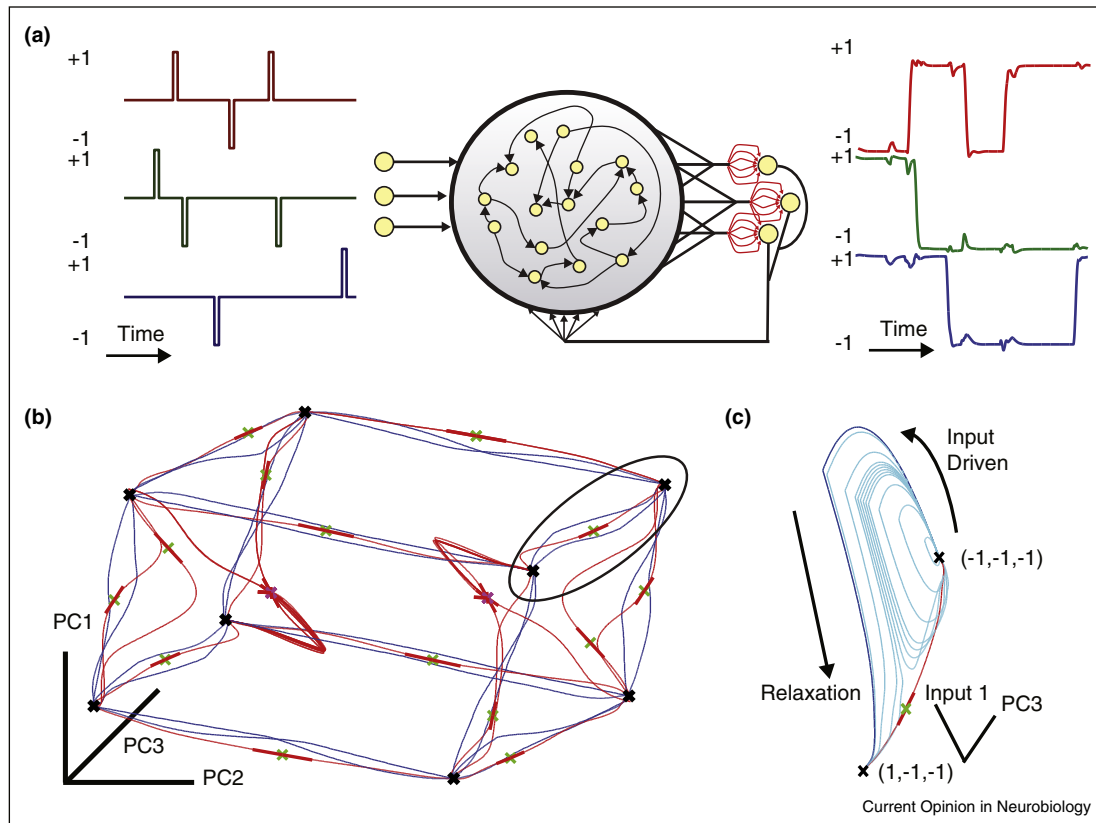 (a)
+1
-1
+1
-1
+1
-1
Time
+1
-1
+1
-1
+1
-1
Time
(b)
PC1
PC3
PC2
(c)
Input
Driven
(-1,-1,-1)
Relaxation
Input 1
PC3
(1,-1,-1)
Current Opinion in Neurobiology